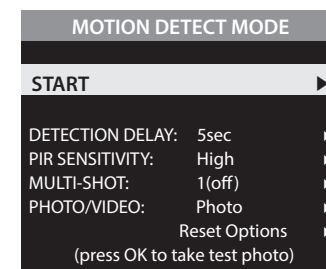 MOTION DETECT MODE
START
DETECTION DELAY: 5sec
PIR SENSITIVITY: High
MULTI-SHOT: 1(off)
PHOTO/VIDEO: Photo
Reset Options
(press OK to take test photo)